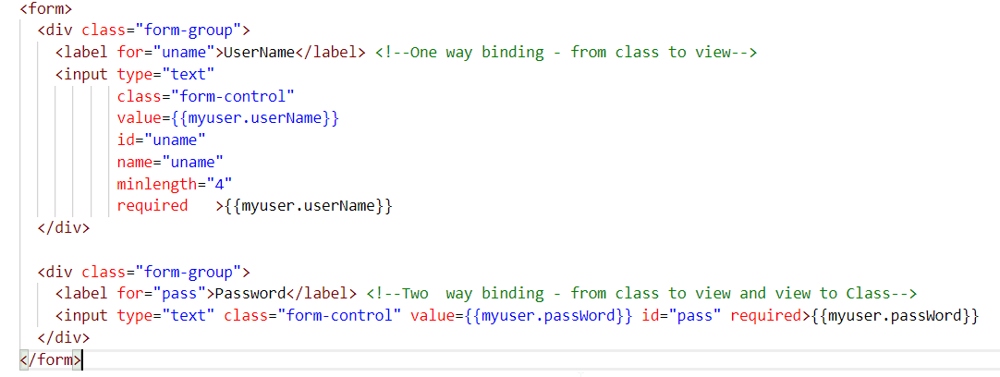 <form>
<div class="form-group">
<label for="uname">UserName</label> <!--One way binding - from class to view-->
<input type="text"
class="form-control"
value={{myuser.userName}}
id="uname"
name="uname"
minlength="4"
required   >{{myuser.userName}}
</div>
<div class="form-group">
<label for="pass">Password</label> <!--Two  way binding - from class to view and view to Class-->
<input type="text" class="form-control" value={{myuser.passWord}} id="pass" required>{{myuser.passWord}}
</div>
</form>